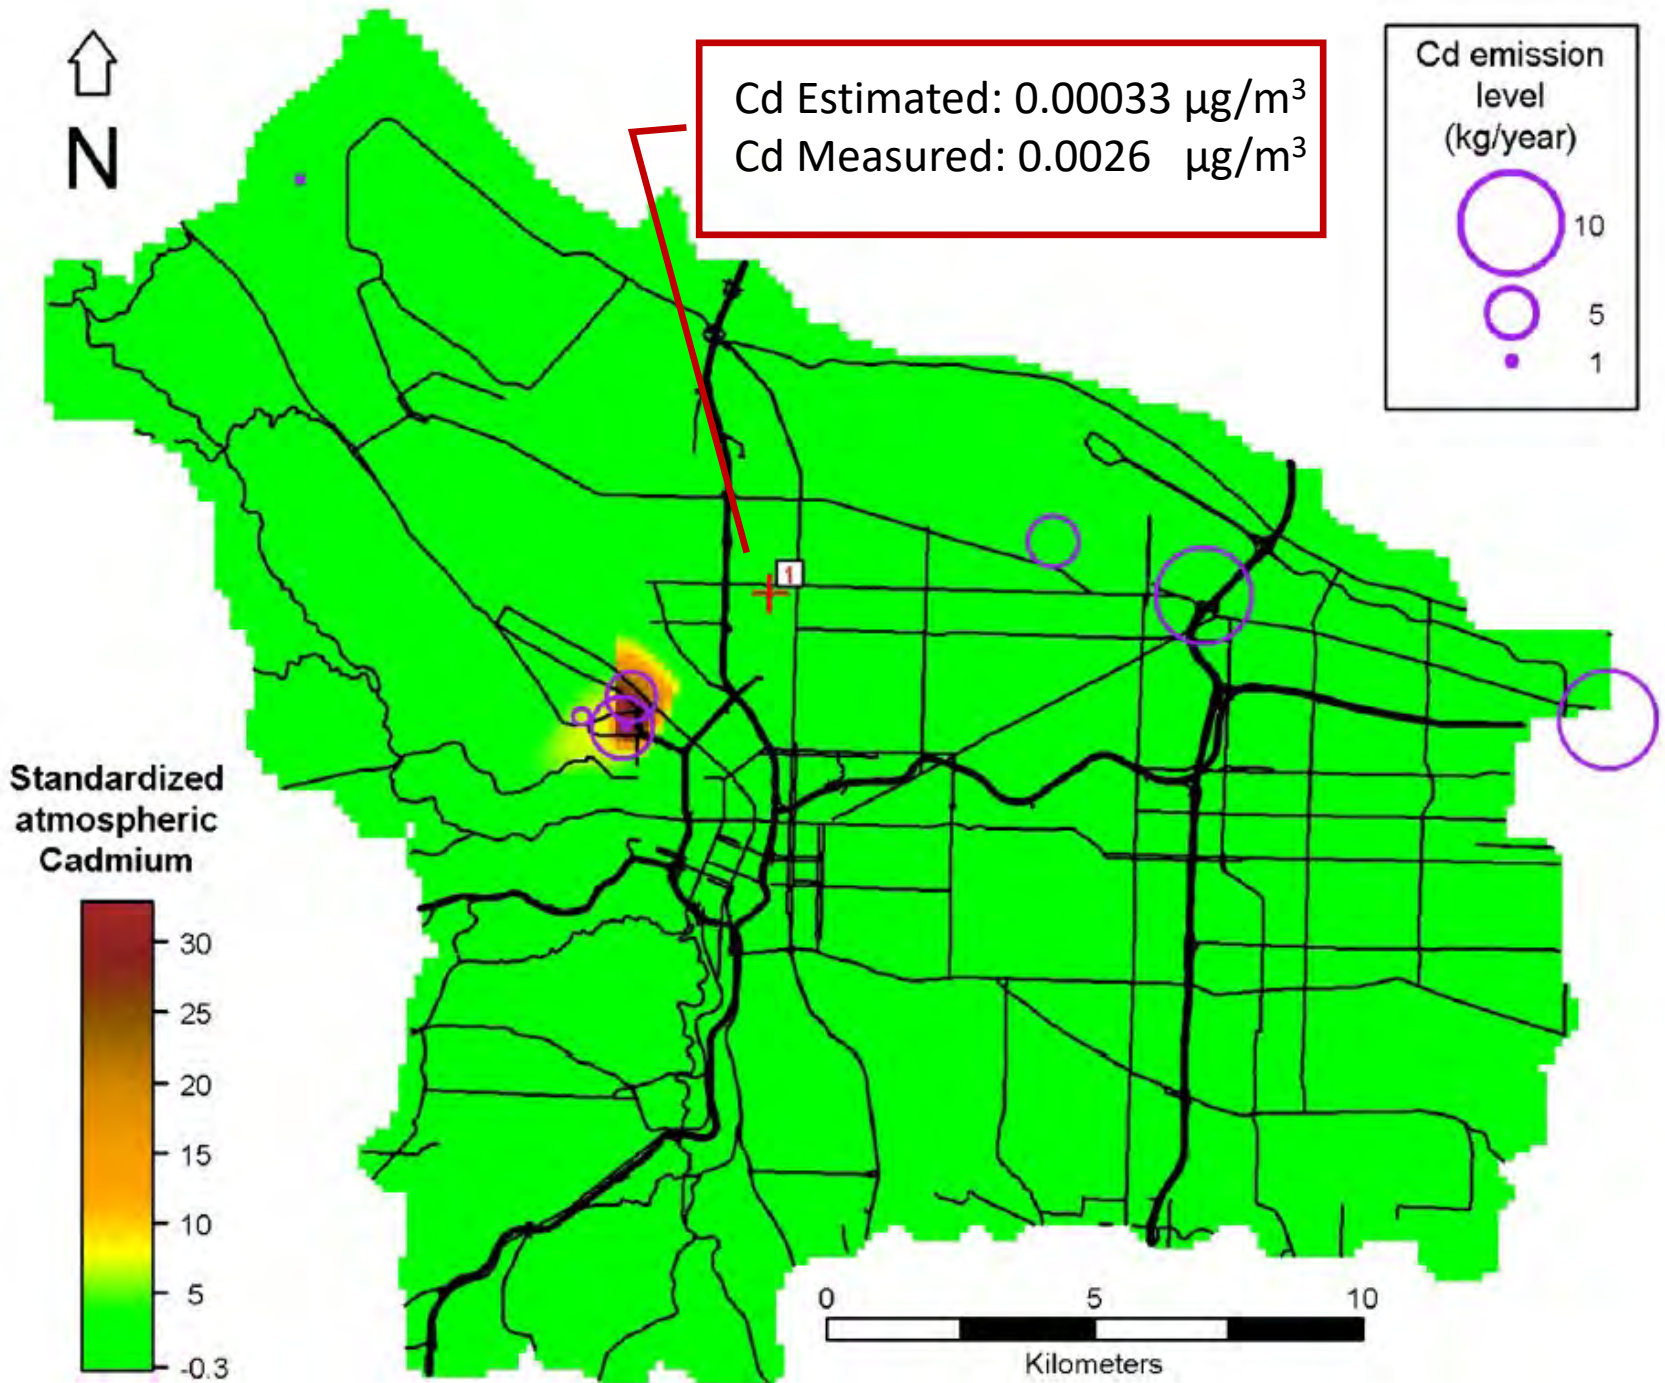 N
Cd Estimated: 0.00033 µg/m³
Cd Measured: 0.0026 µg/m³
Cd emission
level
(kg/year)
10
5
1
1
Standardized
atmospheric
Cadmium
30
25
20
15
10
5
-0.3
0 5 10
Kilometers